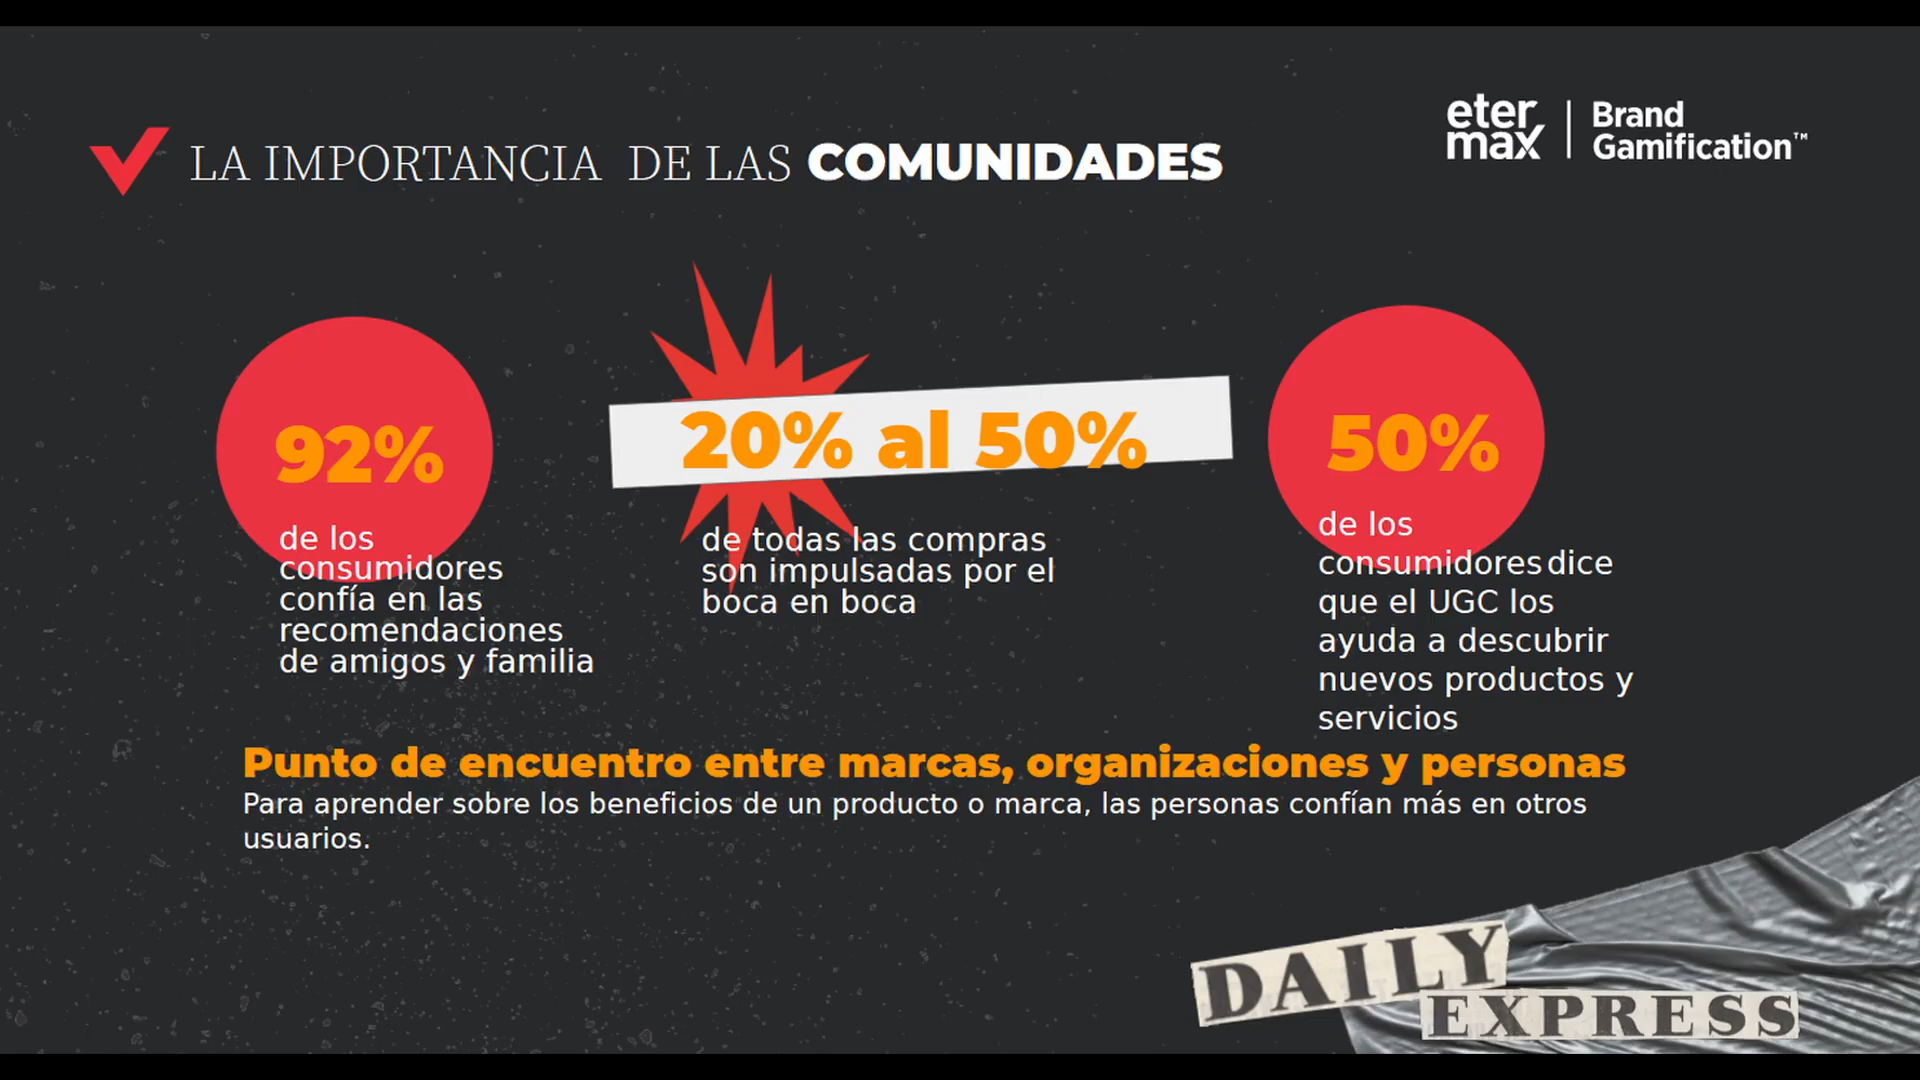 LA IMPORTANCIA DE LAS COMUNIDADES
eter
max
Brand
Gamification™
92%
de los
consumidores
confía en las
recomendaciones
de amigos y familia
20% al 50%
de todas las compras
son impulsadas por el
boca en boca
50%
de los
consumidores dice
que el UGC los
ayuda a descubrir
nuevos productos y
servicios
Punto de encuentro entre marcas, organizaciones y personas
Para aprender sobre los beneficios de un producto o marca, las personas confían más en otros
usuarios.
DAILY
EXPRESS